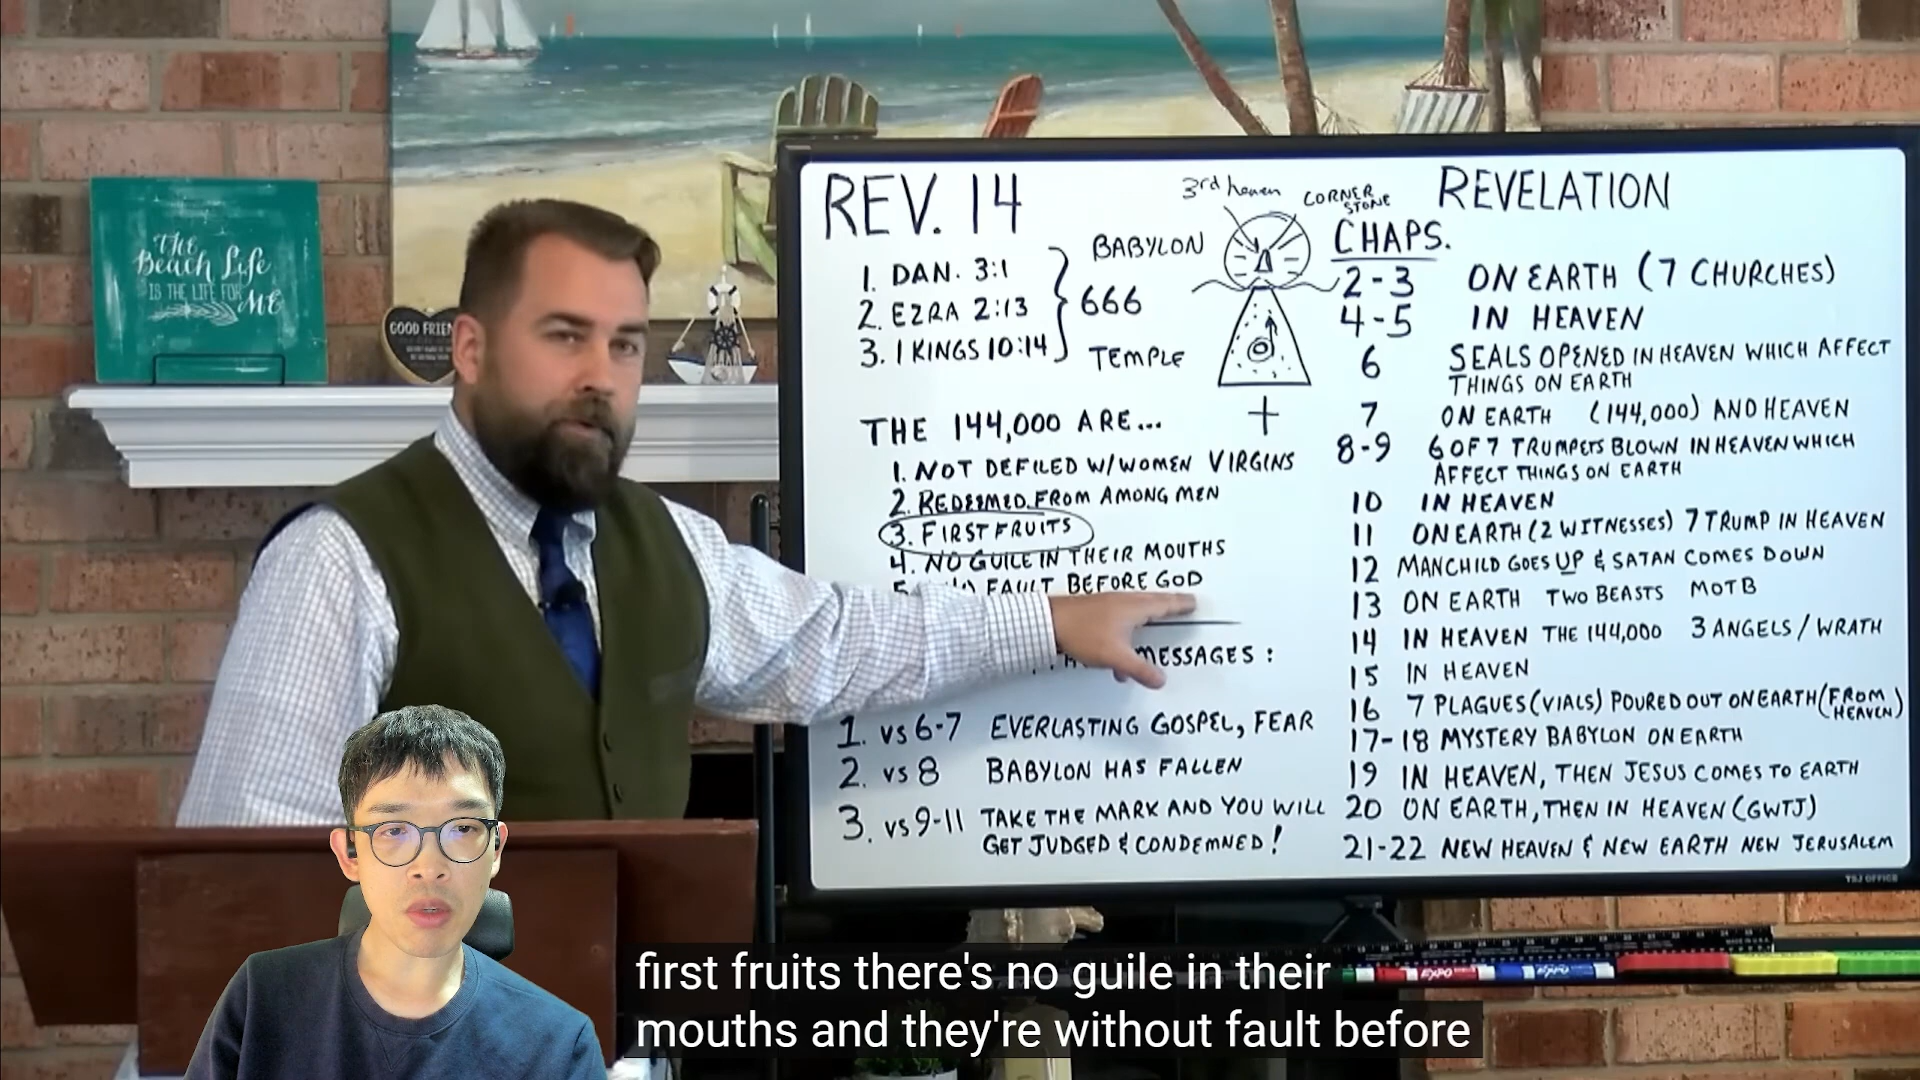 The
Beach Life
IS THE LIFE FOR
ME
GOOD FRIEN
REV. 14
1. DAN. 3:1
2. EZRA 2:13
3. 1 KINGS 10:14
BABYLON
666
TEMPLE
3rd heaven
CORNER
STONE
+
THE 144,000 ARE...
1. NOT DEFILED W/WOMEN VIRGINS
2. REDEEMED FROM AMONG MEN
3. FIRST FRUITS
4. NO GUILE IN THEIR MOUTHS
5. FAULT BEFORE GOD
MESSAGES:
1. vs 6-7 EVERLASTING GOSPEL, FEAR
2. vs 8 BABYLON HAS FALLEN
3. vs 9-11 TAKE THE MARK AND YOU WILL
GET JUDGED & CONDEMNED!
REVELATION
CHAPS.
2-3 ON EARTH (7 CHURCHES)
4-5 IN HEAVEN
6 SEALS OPENED IN HEAVEN WHICH AFFECT
THINGS ON EARTH
7 ON EARTH (144,000) AND HEAVEN
8-9 6 OF 7 TRUMPETS BLOWN IN HEAVEN WHICH
AFFECT THINGS ON EARTH
10 IN HEAVEN
11 ON EARTH (2 WITNESSES) 7 TRUMP IN HEAVEN
12 MANCHILD GOES UP & SATAN COMES DOWN
13 ON EARTH TWO BEASTS MOTB
14 IN HEAVEN THE 144,000 3 ANGELS/WRATH
15 IN HEAVEN
16 7 PLAGUES (VIALS) POURED OUT ON EARTH (FROM
HEAVEN)
17-18 MYSTERY BABYLON ON EARTH
19 IN HEAVEN, THEN JESUS COMES TO EARTH
20 ON EARTH, THEN IN HEAVEN (GWTJ)
21-22 NEW HEAVEN & NEW EARTH NEW JERUSALEM
TSJ OFFICE
EXPO
EXPO
first fruits there's no guile in their
mouths and they're without fault before